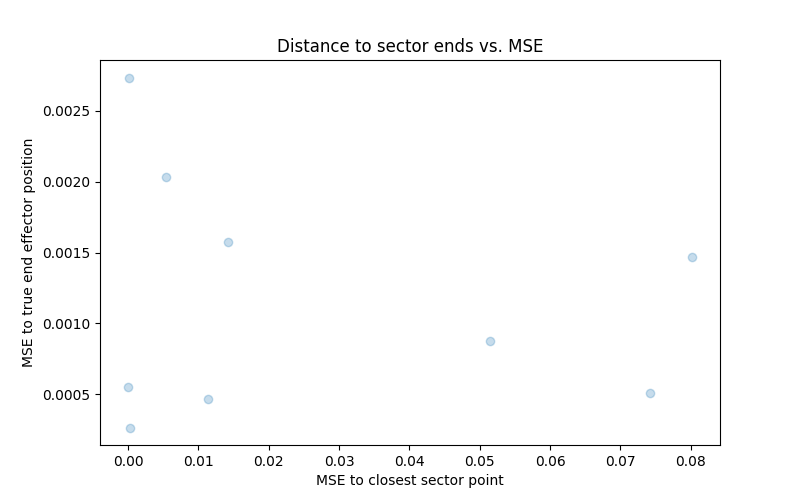 Distance to sector ends vs. MSE
MSE to true end effector position
0.0025
0.0020
0.0015
0.0010
0.0005
0.00 0.01 0.02 0.03 0.04 0.05 0.06 0.07 0.08
MSE to closest sector point